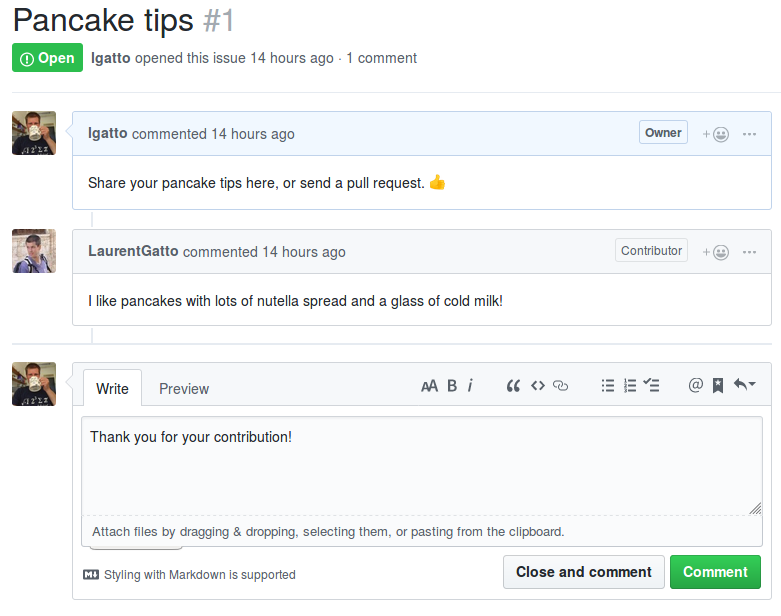 Pancake tips #1
Open lgatto opened this issue 14 hours ago · 1 comment
lgatto commented 14 hours ago Owner
Share your pancake tips here, or send a pull request. 👍
LaurentGatto commented 14 hours ago Contributor
I like pancakes with lots of nutella spread and a glass of cold milk!
Write Preview AA B i
Thank you for your contribution!
Attach files by dragging & dropping, selecting them, or pasting from the clipboard.
Styling with Markdown is supported
Close and comment Comment